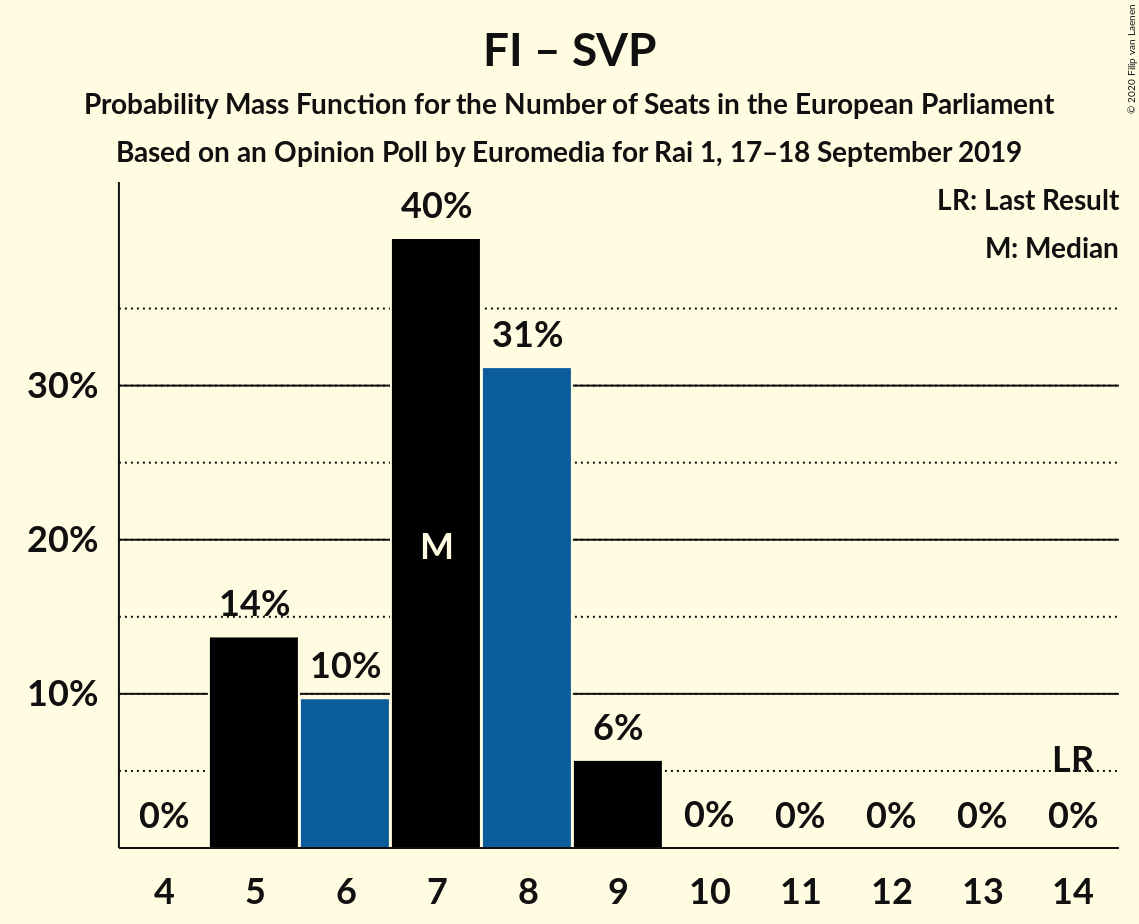 FI – SVP
Probability Mass Function for the Number of Seats in the European Parliament
Based on an Opinion Poll by Euromedia for Rai 1, 17–18 September 2019
© 2020 Filip van Laenen
LR: Last Result
M: Median
40%
31%
30%
M
20%
14%
10%
10%
6%
LR
0%
0%
0%
0%
0%
0%
4 5 6 7 8 9 10 11 12 13 14